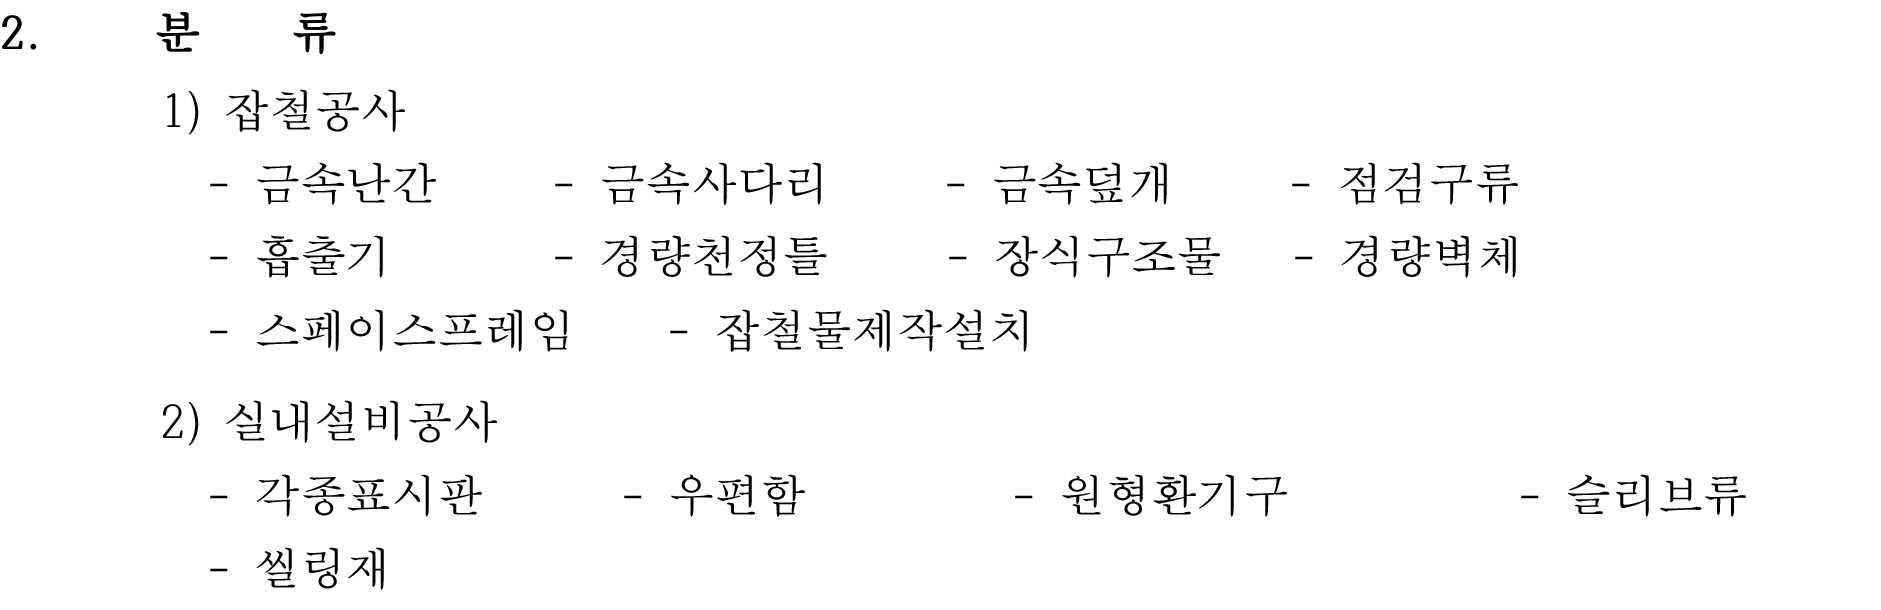 2. 분 류
1) 잡철공사
- 금속난간 - 금속사다리 - 금속덮개 - 점검구류
- 흡출기 - 경량천정틀 - 장식구조물 - 경량벽체
- 스페이스프레임 - 잡철물제작설치
2) 실내설비공사
- 각종표시판 - 우편함 - 원형환기구 - 슬리브류
- 씰링재